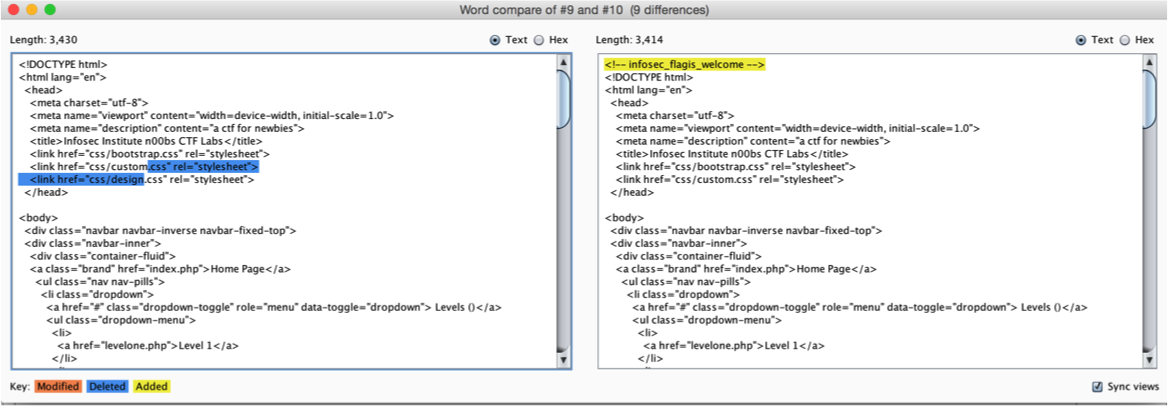 Word compare of #9 and #10 (9 differences)
Length: 3,430
Text Hex
<!DOCTYPE html>
<html lang="en">
<head>
<meta charset="utf-8">
<meta name="viewport" content="width=device-width, initial-scale=1.0">
<meta name="description" content="a ctf for newbies">
<title>Infosec Institute n00bs CTF Labs</title>
<link href="css/bootstrap.css" rel="stylesheet">
<link href="css/custom.css" rel="stylesheet">
<link href="css/design.css" rel="stylesheet">
</head>
<body>
<div class="navbar navbar-inverse navbar-fixed-top">
<div class="navbar-inner">
<div class="container-fluid">
<a class="brand" href="index.php">Home Page</a>
<ul class="nav nav-pills">
<li class="dropdown">
<a href="#" class="dropdown-toggle" role="menu" data-toggle="dropdown"> Levels ()</a>
<ul class="dropdown-menu">
<li>
<a href="levelone.php">Level 1</a>
</li>
Length: 3,414
Text Hex
<!-- infosec_flagis_welcome -->
<!DOCTYPE html>
<html lang="en">
<head>
<meta charset="utf-8">
<meta name="viewport" content="width=device-width, initial-scale=1.0">
<meta name="description" content="a ctf for newbies">
<title>Infosec Institute n00bs CTF Labs</title>
<link href="css/bootstrap.css" rel="stylesheet">
<link href="css/custom.css" rel="stylesheet">
</head>
<body>
<div class="navbar navbar-inverse navbar-fixed-top">
<div class="navbar-inner">
<div class="container-fluid">
<a class="brand" href="index.php">Home Page</a>
<ul class="nav nav-pills">
<li class="dropdown">
<a href="#" class="dropdown-toggle" role="menu" data-toggle="dropdown"> Levels ()</a>
<ul class="dropdown-menu">
<li>
<a href="levelone.php">Level 1</a>
</li>
Key: Modified Deleted Added
Sync views